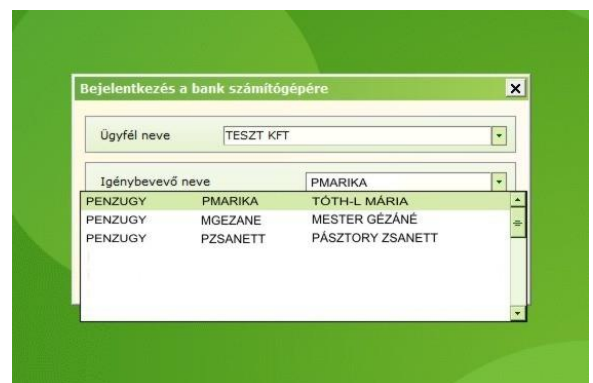 Bejelentkezés a bank számítógépére
Ügyfél neve TESZT KFT
Igénybevevő neve PMARIKA
PENZUGY PMARIKA TÓTH-L MÁRIA
PENZUGY MGEZANE MESTER GÉZÁNÉ
PENZUGY PZSANETT PÁSZTORY ZSANETT